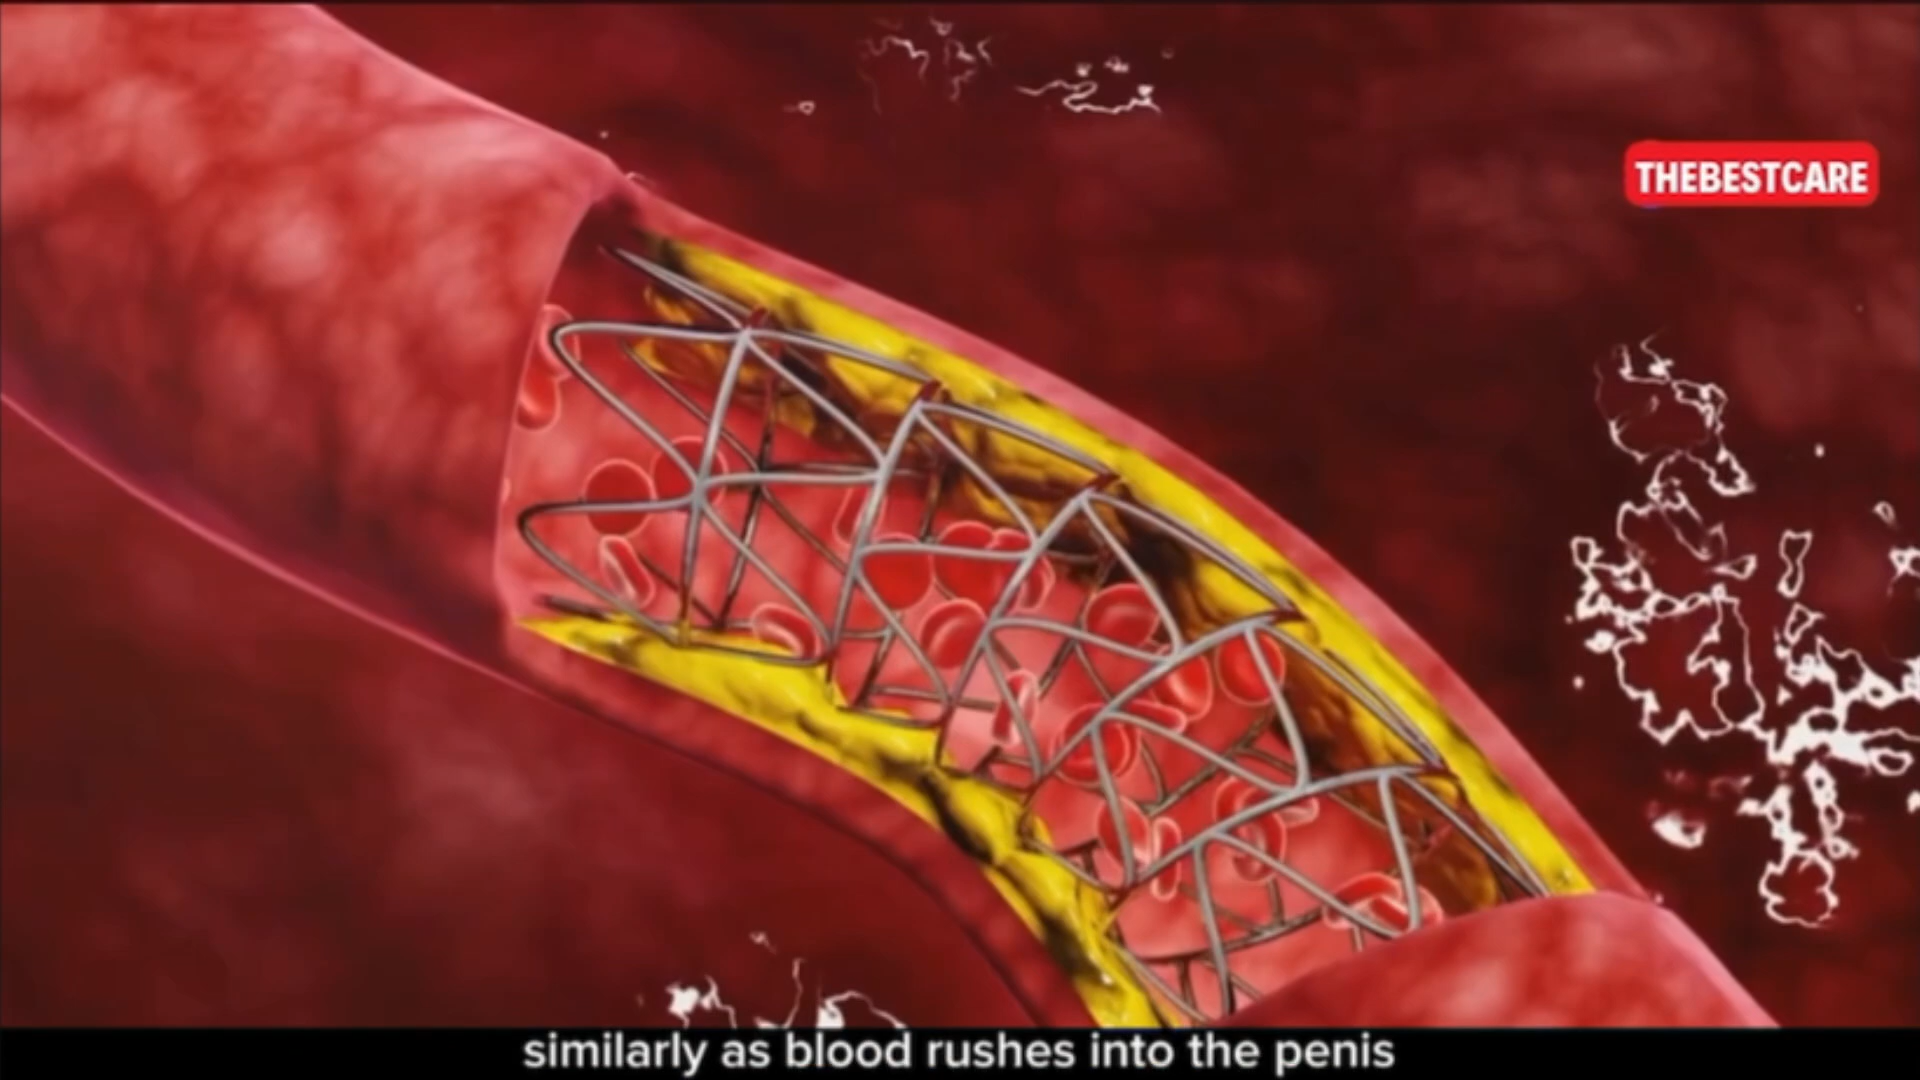 THEBESTCARE
similarly as blood rushes into the penis